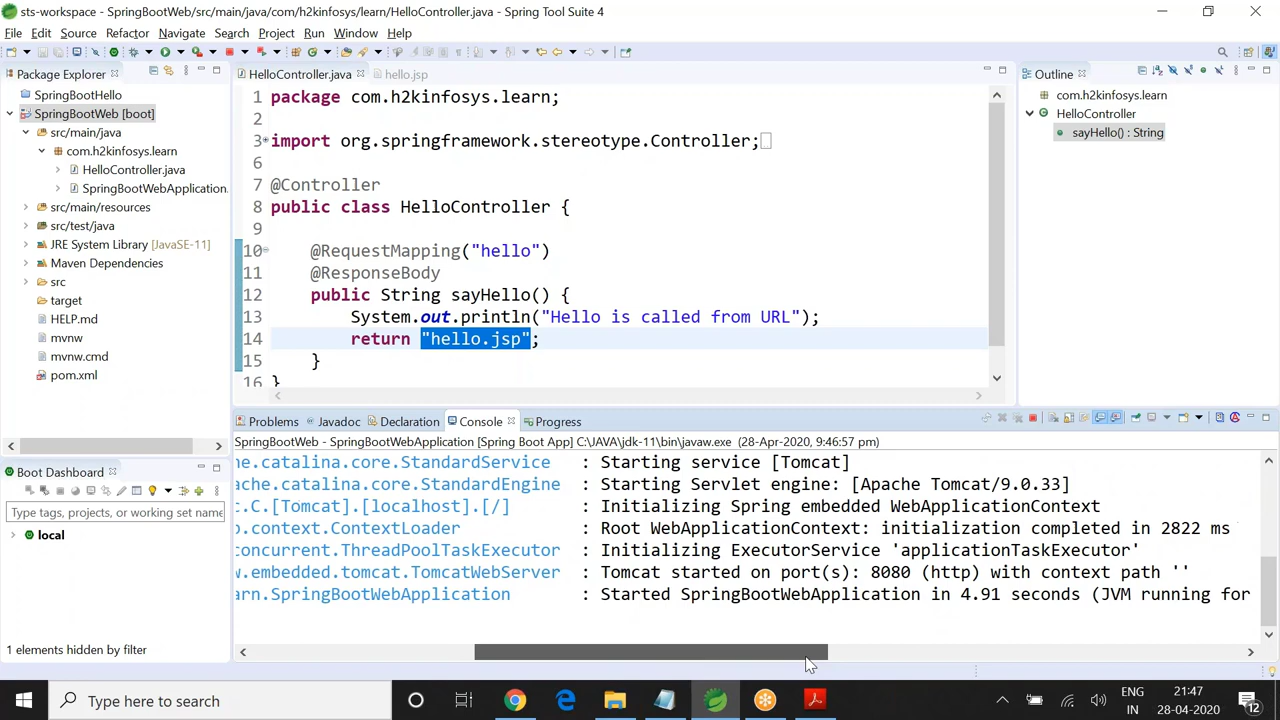 sts-workspace - SpringBootWeb/src/main/java/com/h2kinfosys/learn/HelloController.java - Spring Tool Suite 4
File Edit Source Refactor Navigate Search Project Run Window Help
Package Explorer
SpringBootHello
SpringBootWeb [boot]
src/main/java
com.h2kinfosys.learn
HelloController.java
SpringBootWebApplication.
src/main/resources
src/test/java
JRE System Library [JavaSE-11]
Maven Dependencies
src
target
HELP.md
mvnw
mvnw.cmd
pom.xml
HelloController.java hello.jsp
1 package com.h2kinfosys.learn;
2
3 import org.springframework.stereotype.Controller;
6
7 @Controller
8 public class HelloController {
9
10 @RequestMapping("hello")
11 @ResponseBody
12 public String sayHello() {
13 System.out.println("Hello is called from URL");
14 return "hello.jsp";
15 }
16 }
Outline
com.h2kinfosys.learn
HelloController
sayHello() : String
Boot Dashboard
Type tags, projects, or working set name
local
1 elements hidden by filter
Problems Javadoc Declaration Console Progress
SpringBootWeb - SpringBootWebApplication [Spring Boot App] C:\JAVA\jdk-11\bin\javaw.exe (28-Apr-2020, 9:46:57 pm)
he.catalina.core.StandardService : Starting service [Tomcat]
ache.catalina.core.StandardEngine : Starting Servlet engine: [Apache Tomcat/9.0.33]
.C.[Tomcat].[localhost].[/] : Initializing Spring embedded WebApplicationContext
.context.ContextLoader : Root WebApplicationContext: initialization completed in 2822 ms
concurrent.ThreadPoolTaskExecutor : Initializing ExecutorService 'applicationTaskExecutor'
w.embedded.tomcat.TomcatWebServer : Tomcat started on port(s): 8080 (http) with context path ''
arn.SpringBootWebApplication : Started SpringBootWebApplication in 4.91 seconds (JVM running for
Type here to search
ENG
IN
21:47
28-04-2020
12